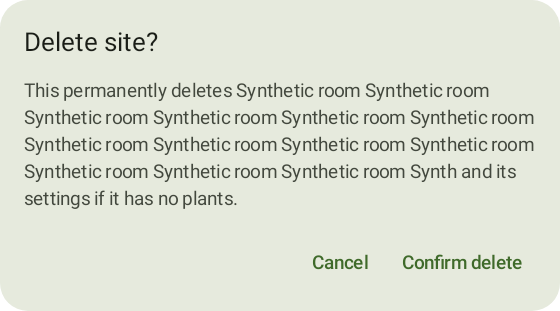 Delete site?
This permanently deletes Synthetic room Synthetic room
Synthetic room Synthetic room Synthetic room Synthetic room
Synthetic room Synthetic room Synthetic room Synthetic room
Synthetic room Synthetic room Synthetic room Synth and its
settings if it has no plants.
Cancel Confirm delete